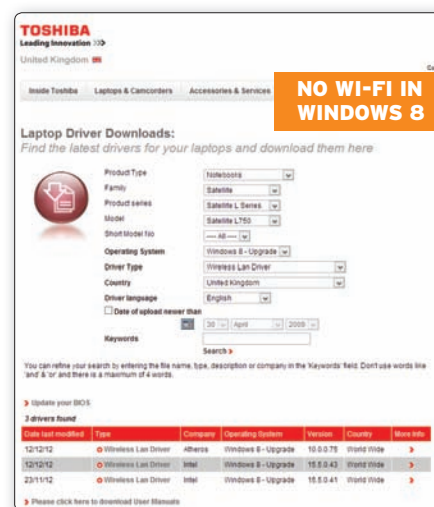 TOSHIBA
Leading Innovation >>>
United Kingdom
Inside Toshiba Laptops & Camcorders Accessories & Services
NO WI-FI IN
WINDOWS 8
Laptop Driver Downloads:
Find the latest drivers for your laptops and download them here
Product Type Notebooks
Family Satellite
Product series Satellite L Series
Model Satellite L750
Short Model No ---- All ----
Operating System Windows 8 - Upgrade
Driver Type Wireless Lan Driver
Country United Kingdom
Driver language English
Date of upload newer than
30 April 2009
Keywords
Search
You can refine your search by entering the file name, type, description or company in the 'Keywords' field. Don't use words like
'and' & 'or' and there is a maximum of 4 words.
Update your BIOS
3 drivers found
Date last modified Type Company Operating System Version Country More Info
12/12/12 Wireless Lan Driver Atheros Windows 8 - Upgrade 10.0.0.75 World Wide
12/12/12 Wireless Lan Driver Intel Windows 8 - Upgrade 15.5.0.43 World Wide
23/11/12 Wireless Lan Driver Intel Windows 8 - Upgrade 15.5.0.41 World Wide
Please click here to download User Manuals